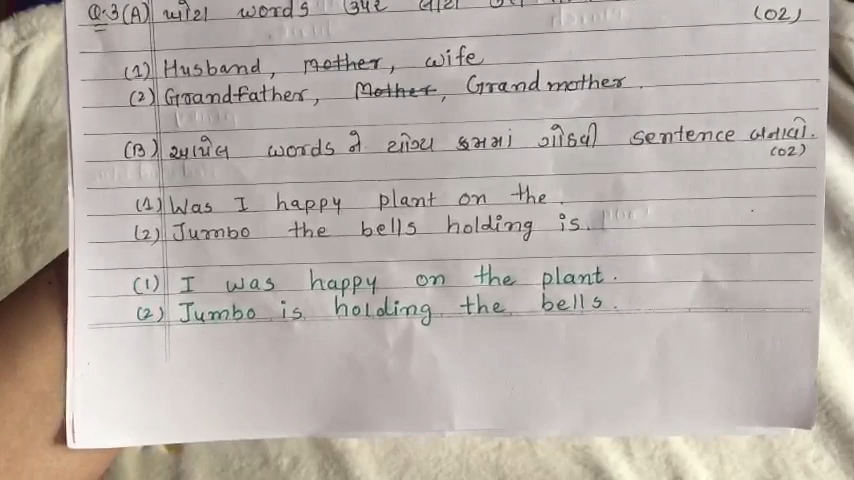 Q.3(A) ખોટા words ઉપર
(02)
(1) Husband, mother, wife
(2) Grandfather, Mother, Grandmother.
(B) આપેલ words ને યોગ્ય ક્રમમાં ગોઠવી sentence બનાવો.
(02)
(1) Was I happy plant on the.
(2) Jumbo the bells holding is.
(1) I was happy on the plant.
(2) Jumbo is holding the bells.